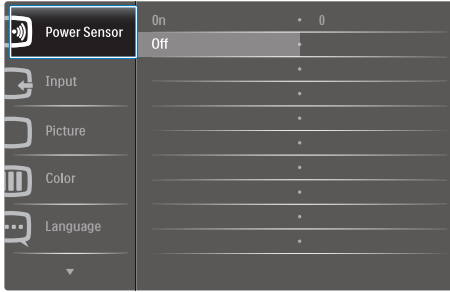 Power Sensor
On 0
Off
Input
Picture
Color
Language